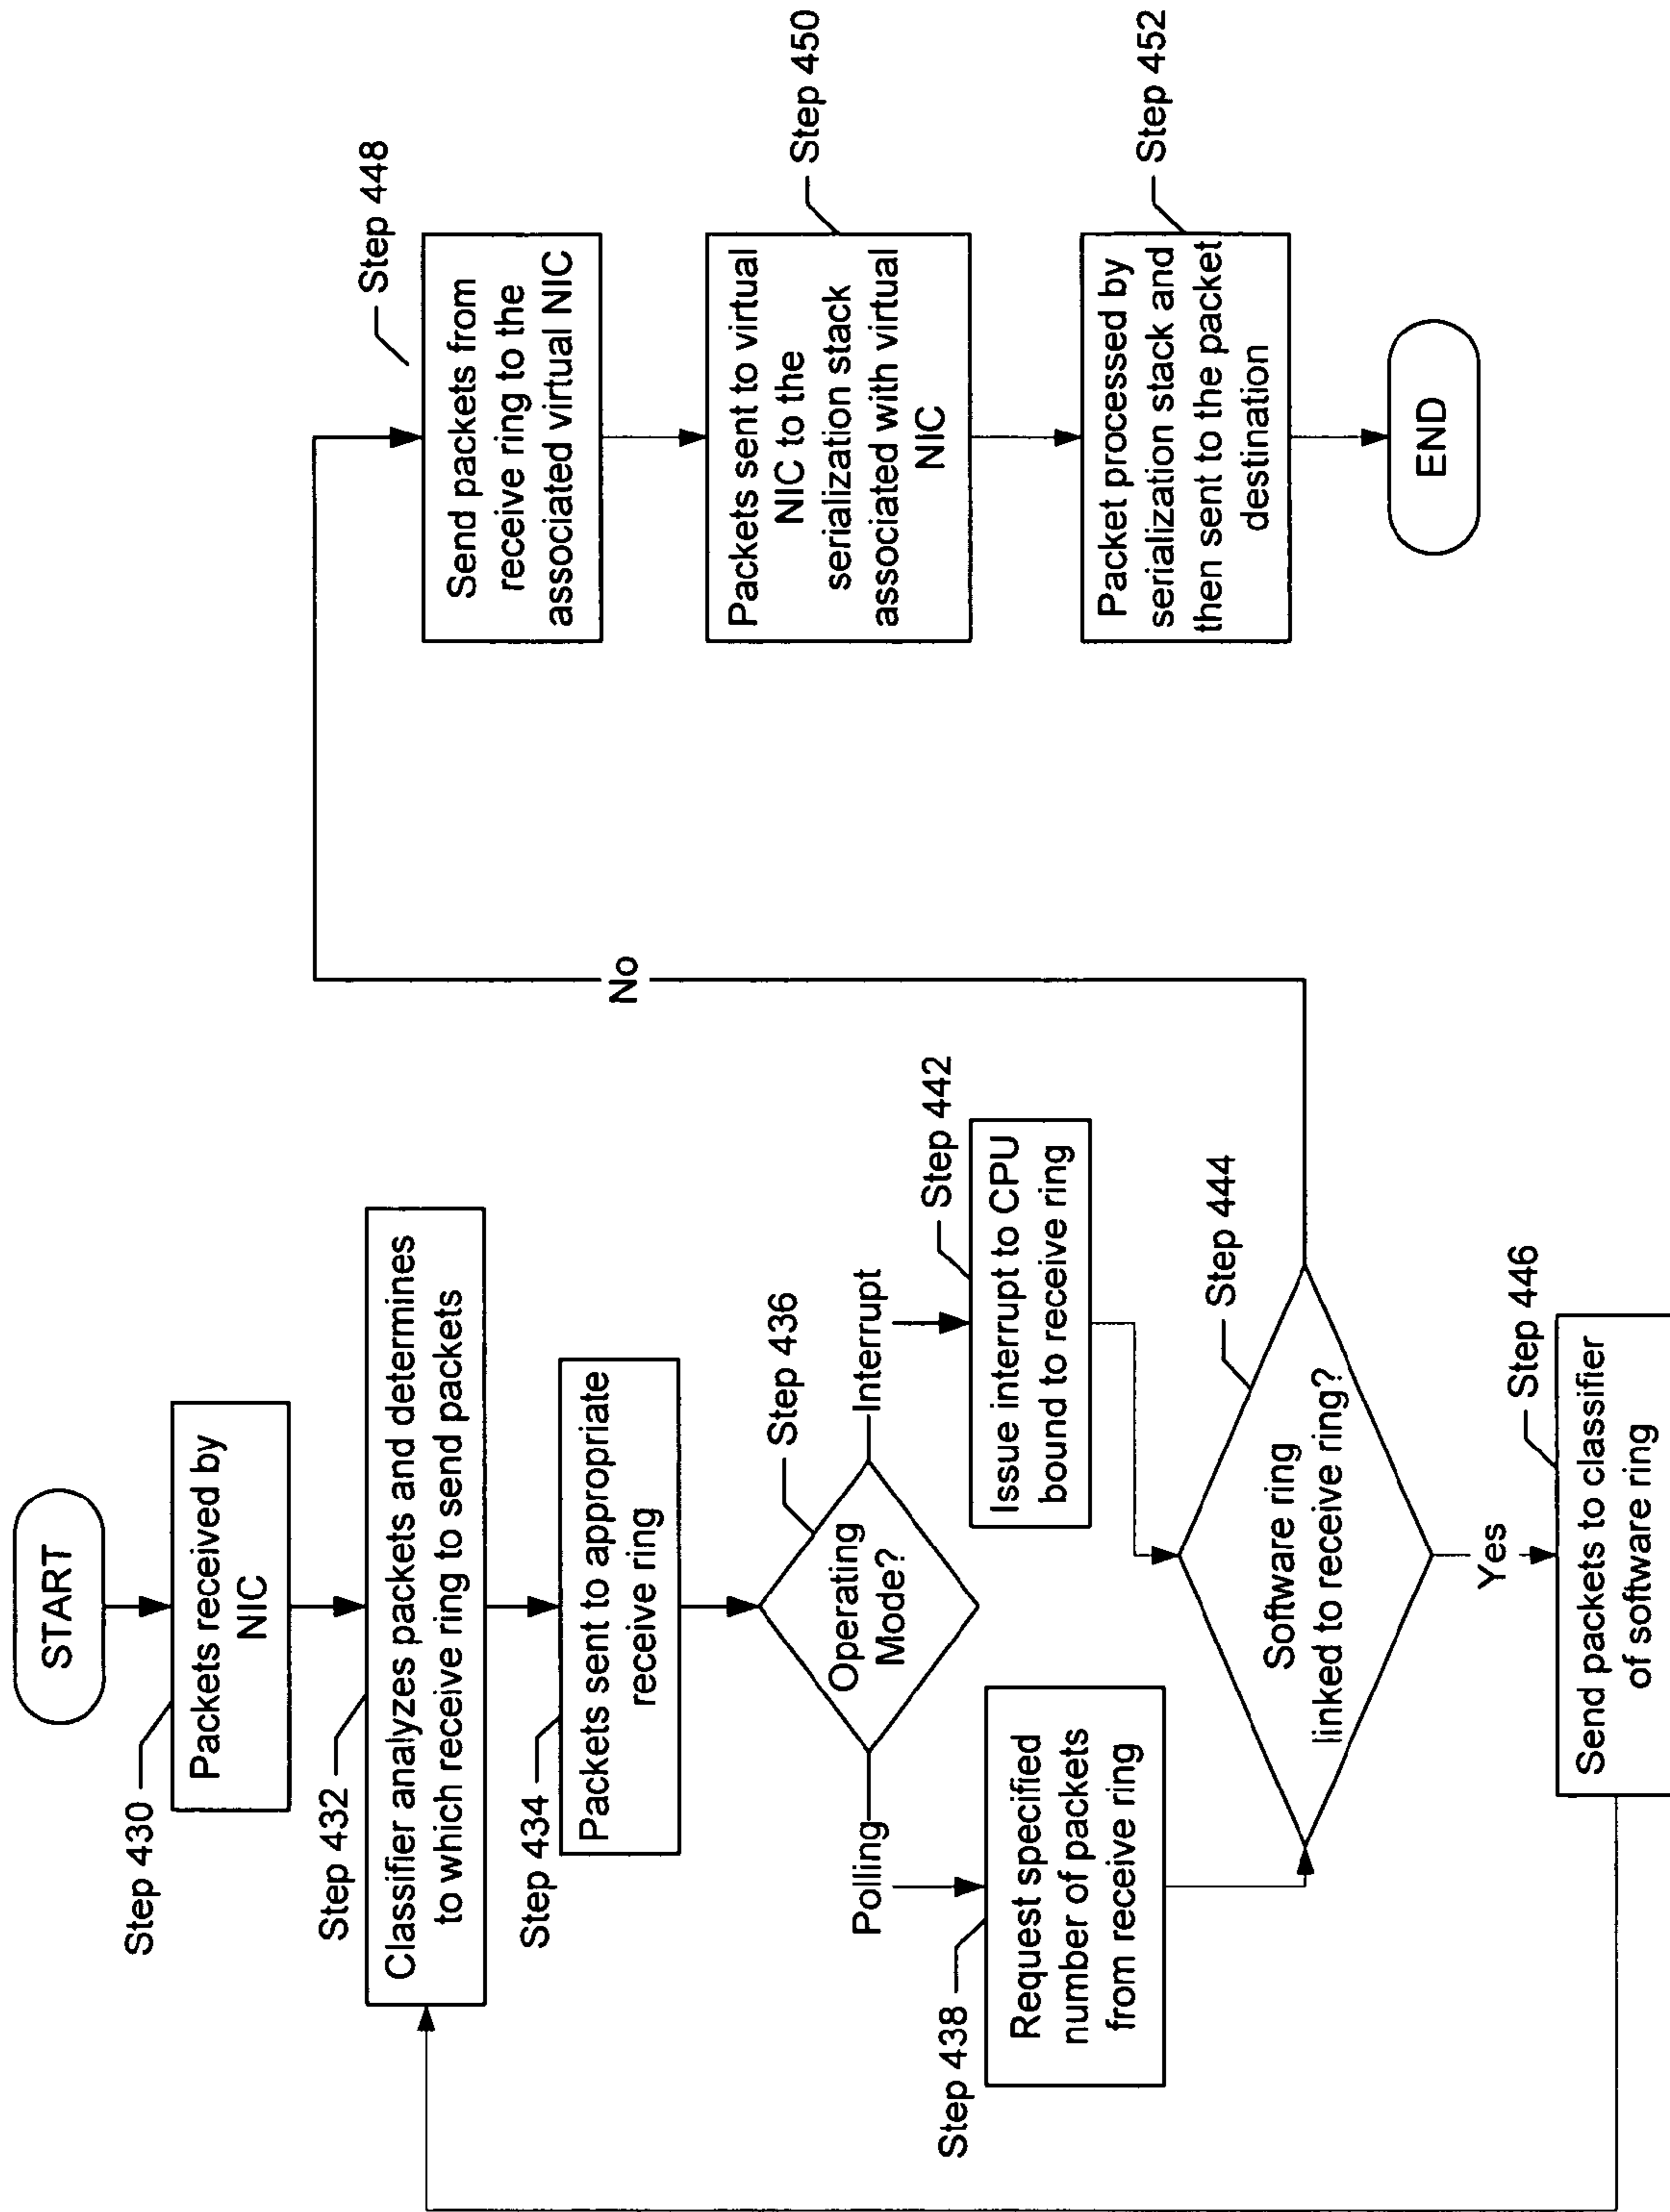 START
Step 430
Packets received by
NIC
Step 432
Classifier analyzes packets and determines
to which receive ring to send packets
Step 434
Packets sent to appropriate
receive ring
Step 436
Operating
Mode?
Polling
Interrupt
Step 438
Request specified
number of packets
from receive ring
Step 442
Issue interrupt to CPU
bound to receive ring
Step 444
Software ring
linked to receive ring?
Yes
No
Step 446
Send packets to classifier
of software ring
Step 448
Send packets from
receive ring to the
associated virtual NIC
Step 450
Packets sent to virtual
NIC to the
serialization stack
associated with virtual
NIC
Step 452
Packet processed by
serialization stack and
then sent to the packet
destination
END